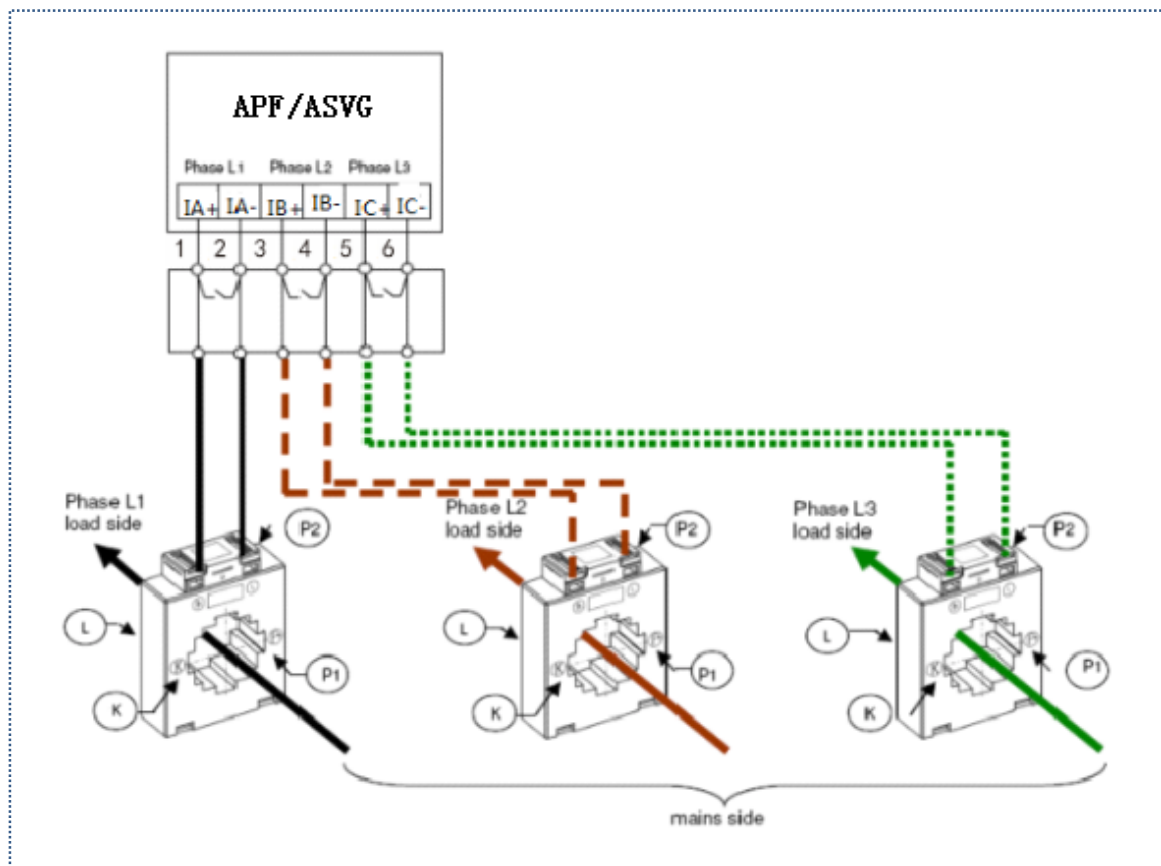 APF/ASVG
Phase L1 Phase L2 Phase L3
IA+ IA- IB+ IB- IC+ IC-
1 2 3 4 5 6
Phase L1
load side
P2
Phase L2
load side
P2
Phase L3
load side
P2
L
P1
K
L
P1
K
L
P1
K
K
K
K
mains side